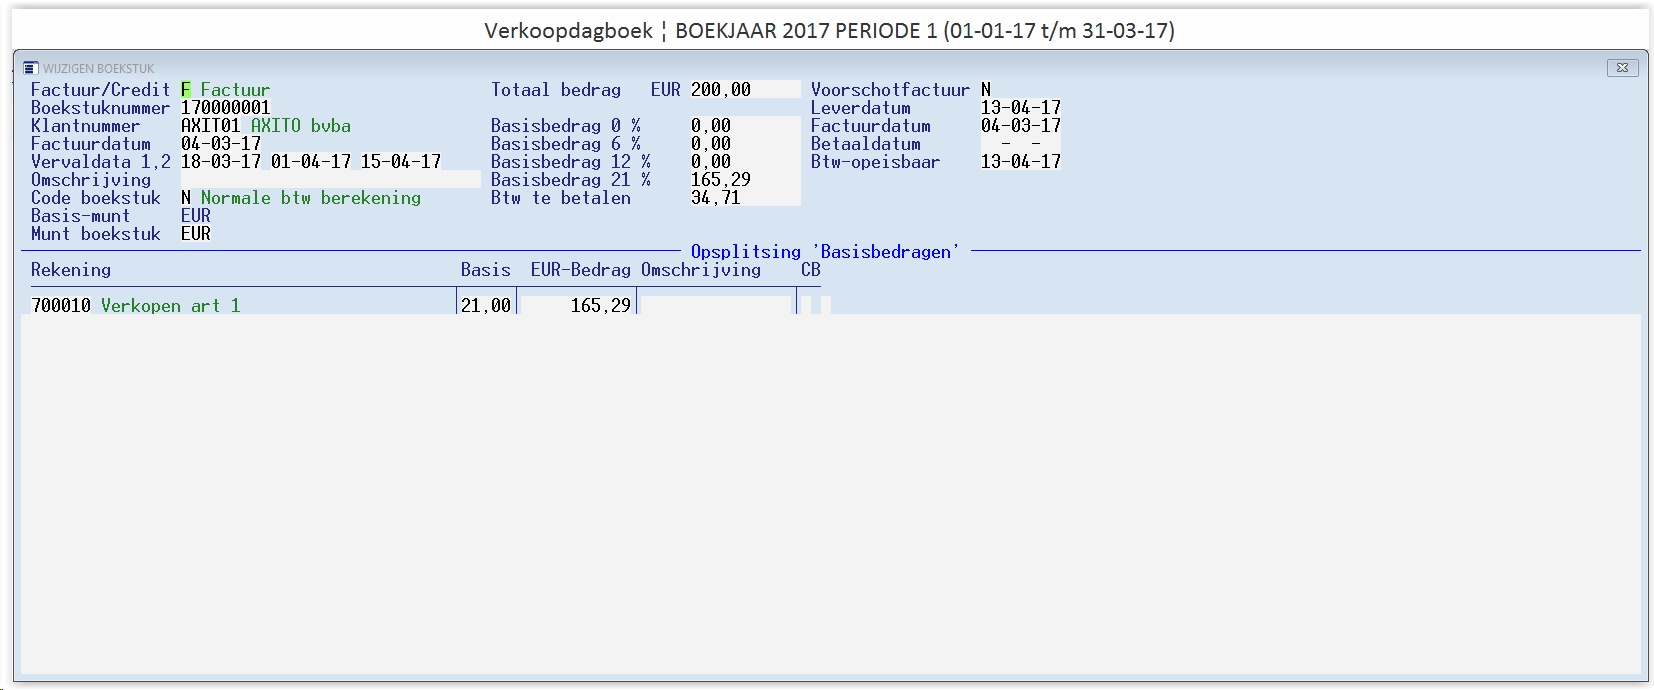 Verkoopdagboek ¦ BOEKJAAR 2017 PERIODE 1 (01-01-17 t/m 31-03-17)
WIJZIGEN BOEKSTUK
Factuur/Credit F Factuur Totaal bedrag EUR 200,00 Voorschotfactuur N
Boekstuknummer 170000001 Leverdatum 13-04-17
Klantnummer AXIT01 AXITO bvba Basisbedrag 0 % 0,00 Factuurdatum 04-03-17
Factuurdatum 04-03-17 Basisbedrag 6 % 0,00 Betaaldatum - -
Vervaldata 1,2 18-03-17 01-04-17 15-04-17 Basisbedrag 12 % 0,00 Btw-opeisbaar 13-04-17
Omschrijving Basisbedrag 21 % 165,29
Code boekstuk N Normale btw berekening Btw te betalen 34,71
Basis-munt EUR
Munt boekstuk EUR
Opsplitsing 'Basisbedragen'
Rekening Basis EUR-Bedrag Omschrijving CB
700010 Verkopen art 1 21,00 165,29